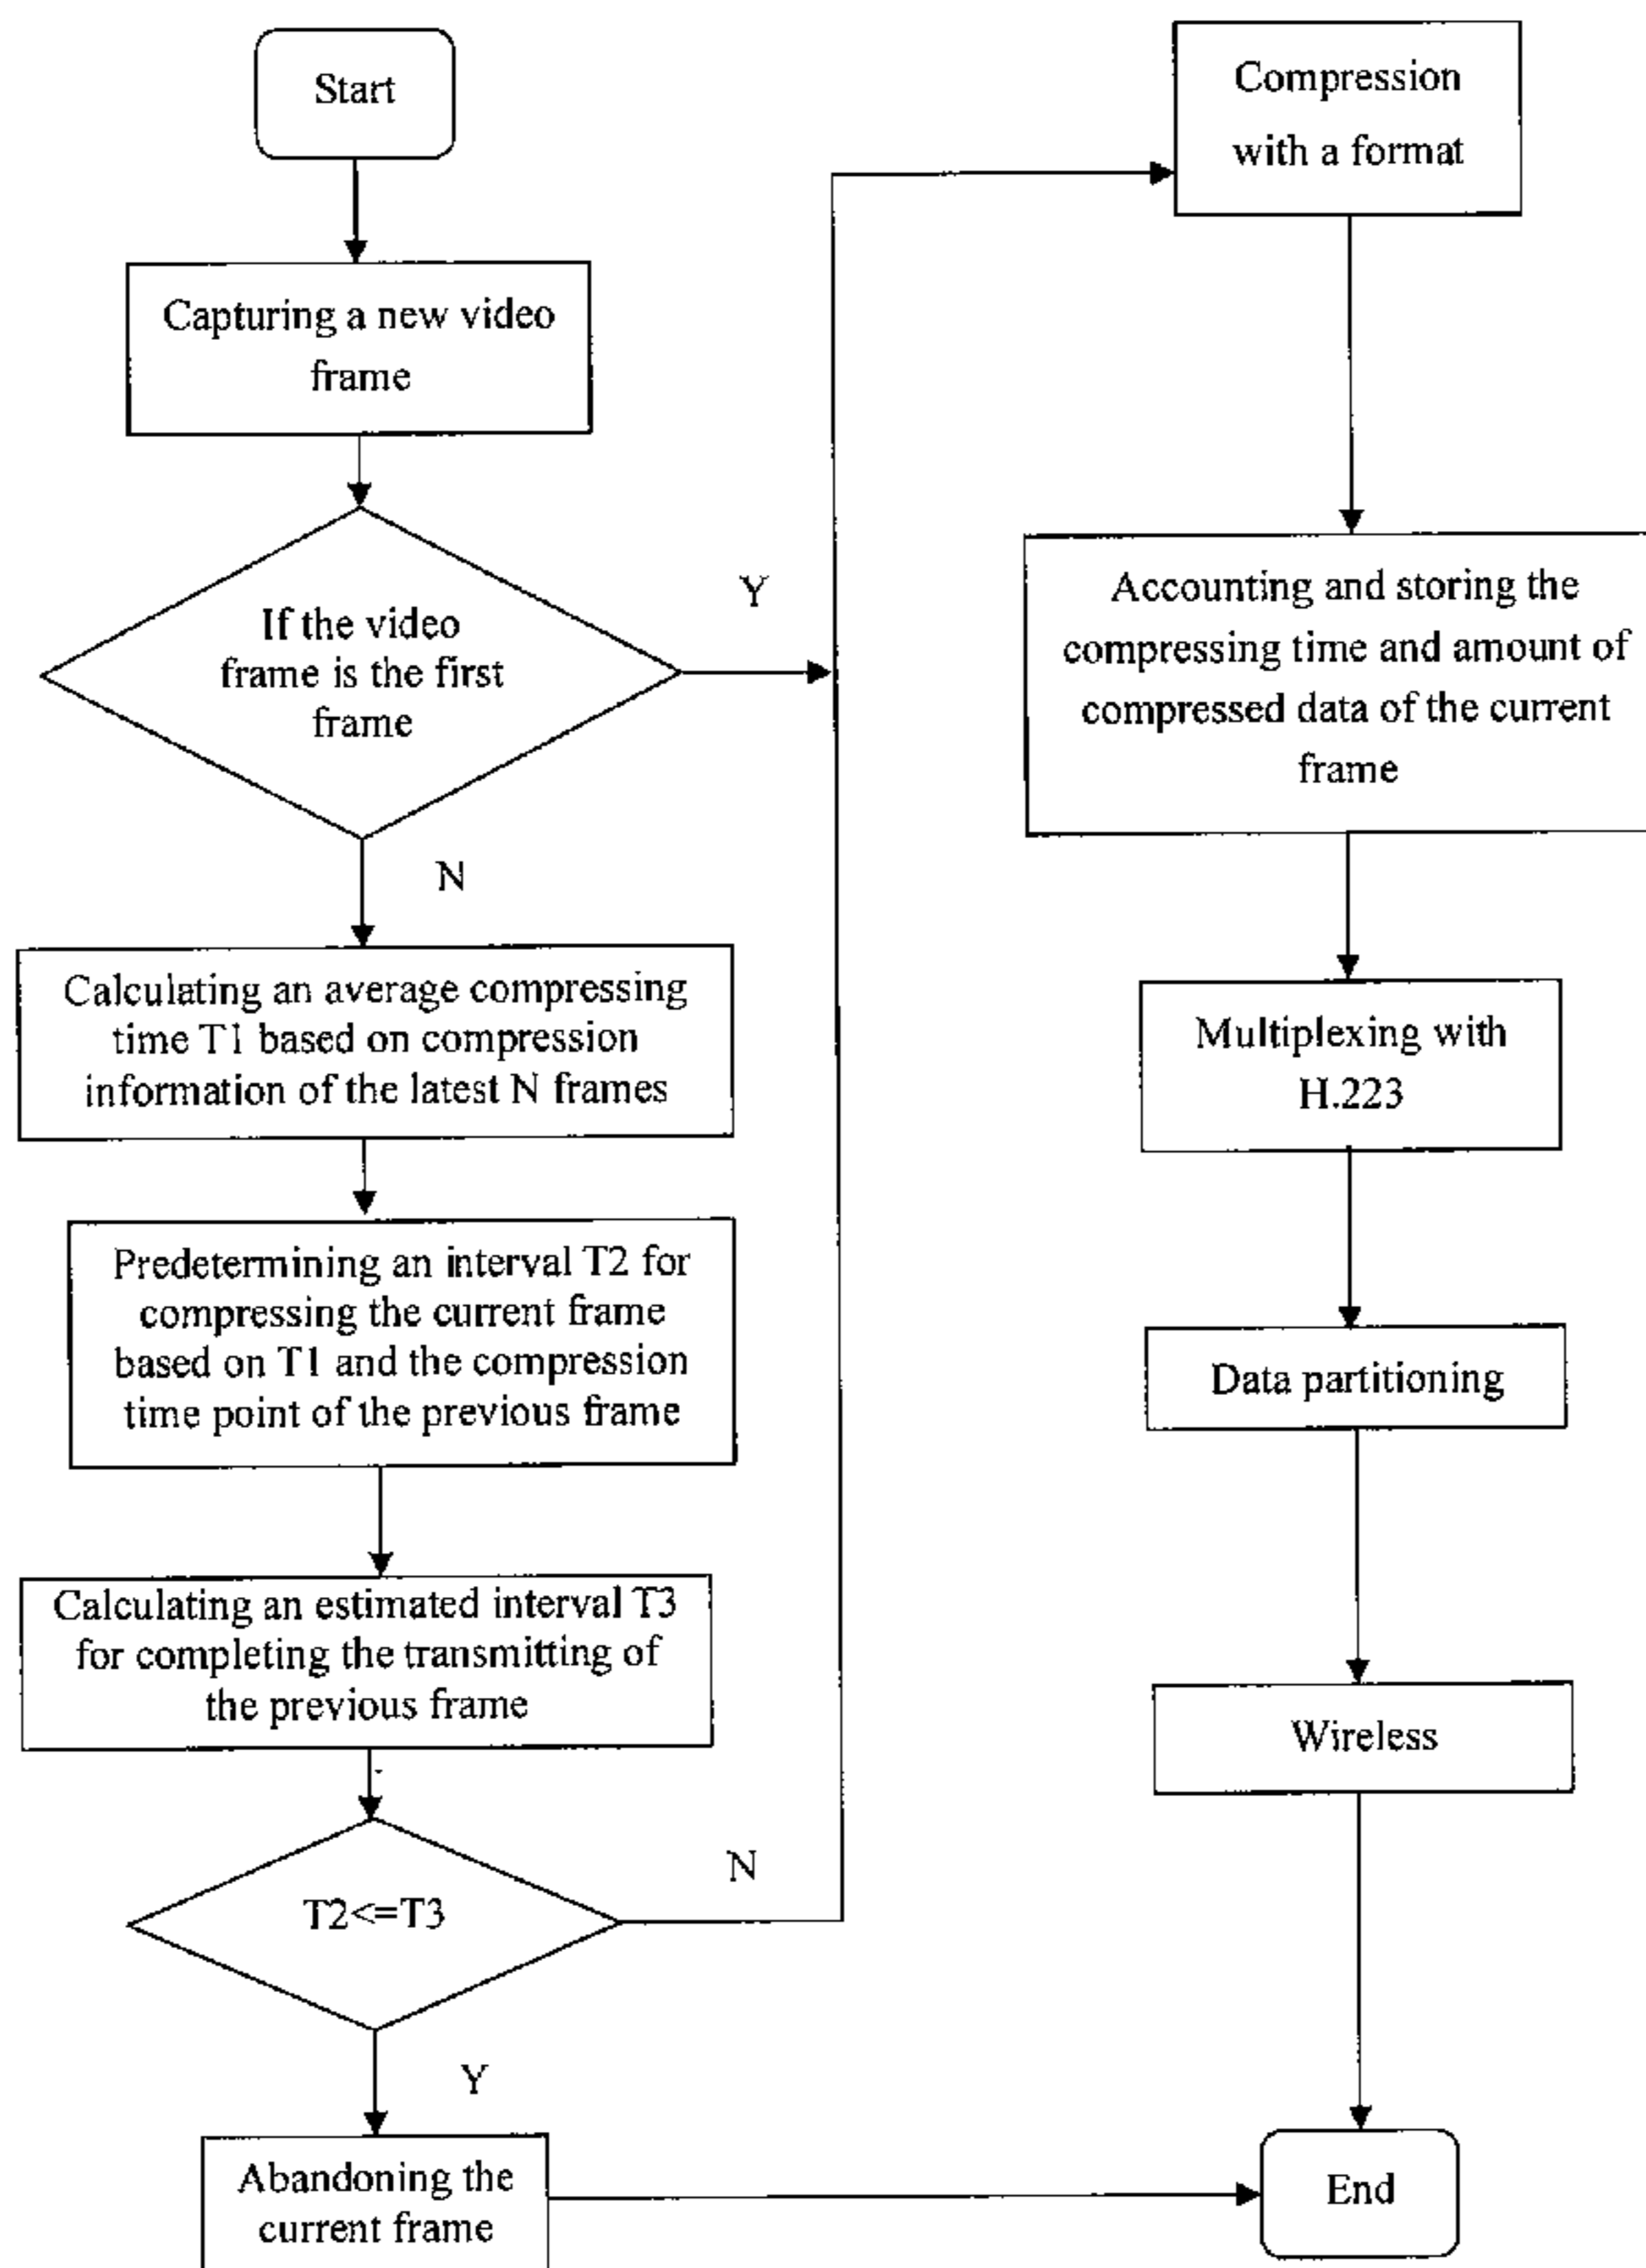 Start
Capturing a new video
frame
If the video
frame is the first
frame
Y
N
Calculating an average compressing
time T1 based on compression
information of the latest N frames
Predetermining an interval T2 for
compressing the current frame
based on T1 and the compression
time point of the previous frame
Calculating an estimated interval T3
for completing the transmitting of
the previous frame
T2<=T3
N
Y
Abandoning the
current frame
Compression
with a format
Accounting and storing the
compressing time and amount of
compressed data of the current
frame
Multiplexing with
H.223
Data partitioning
Wireless
End